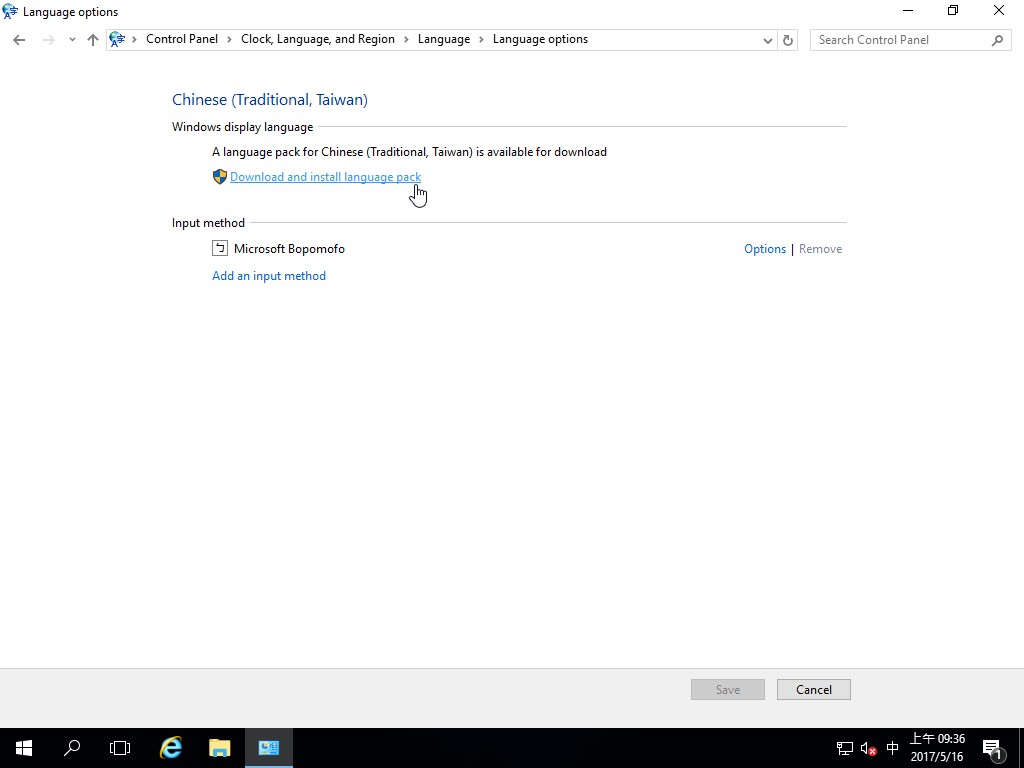 Language options
Control Panel > Clock, Language, and Region > Language > Language options
Search Control Panel
Chinese (Traditional, Taiwan)
Windows display language
A language pack for Chinese (Traditional, Taiwan) is available for download
Download and install language pack
Input method
ㄅ Microsoft Bopomofo Options | Remove
Add an input method
Save Cancel
中 上午 09:36
2017/5/16
1